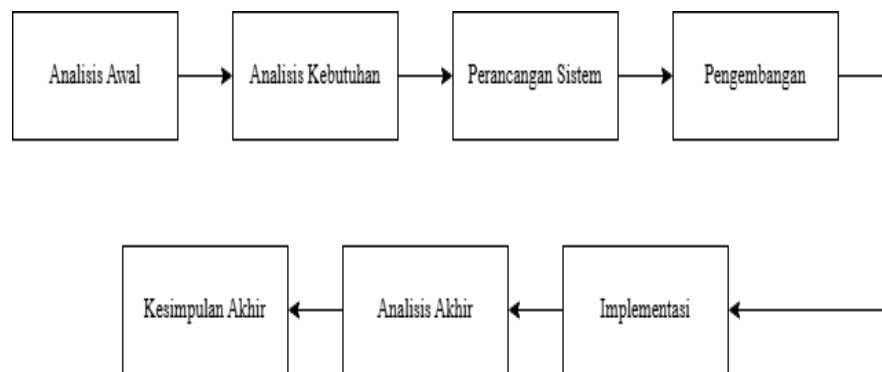 Analisis Awal
Analisis Kebutuhan
Perancangan Sistem
Pengembangan
Implementasi
Analisis Akhir
Kesimpulan Akhir